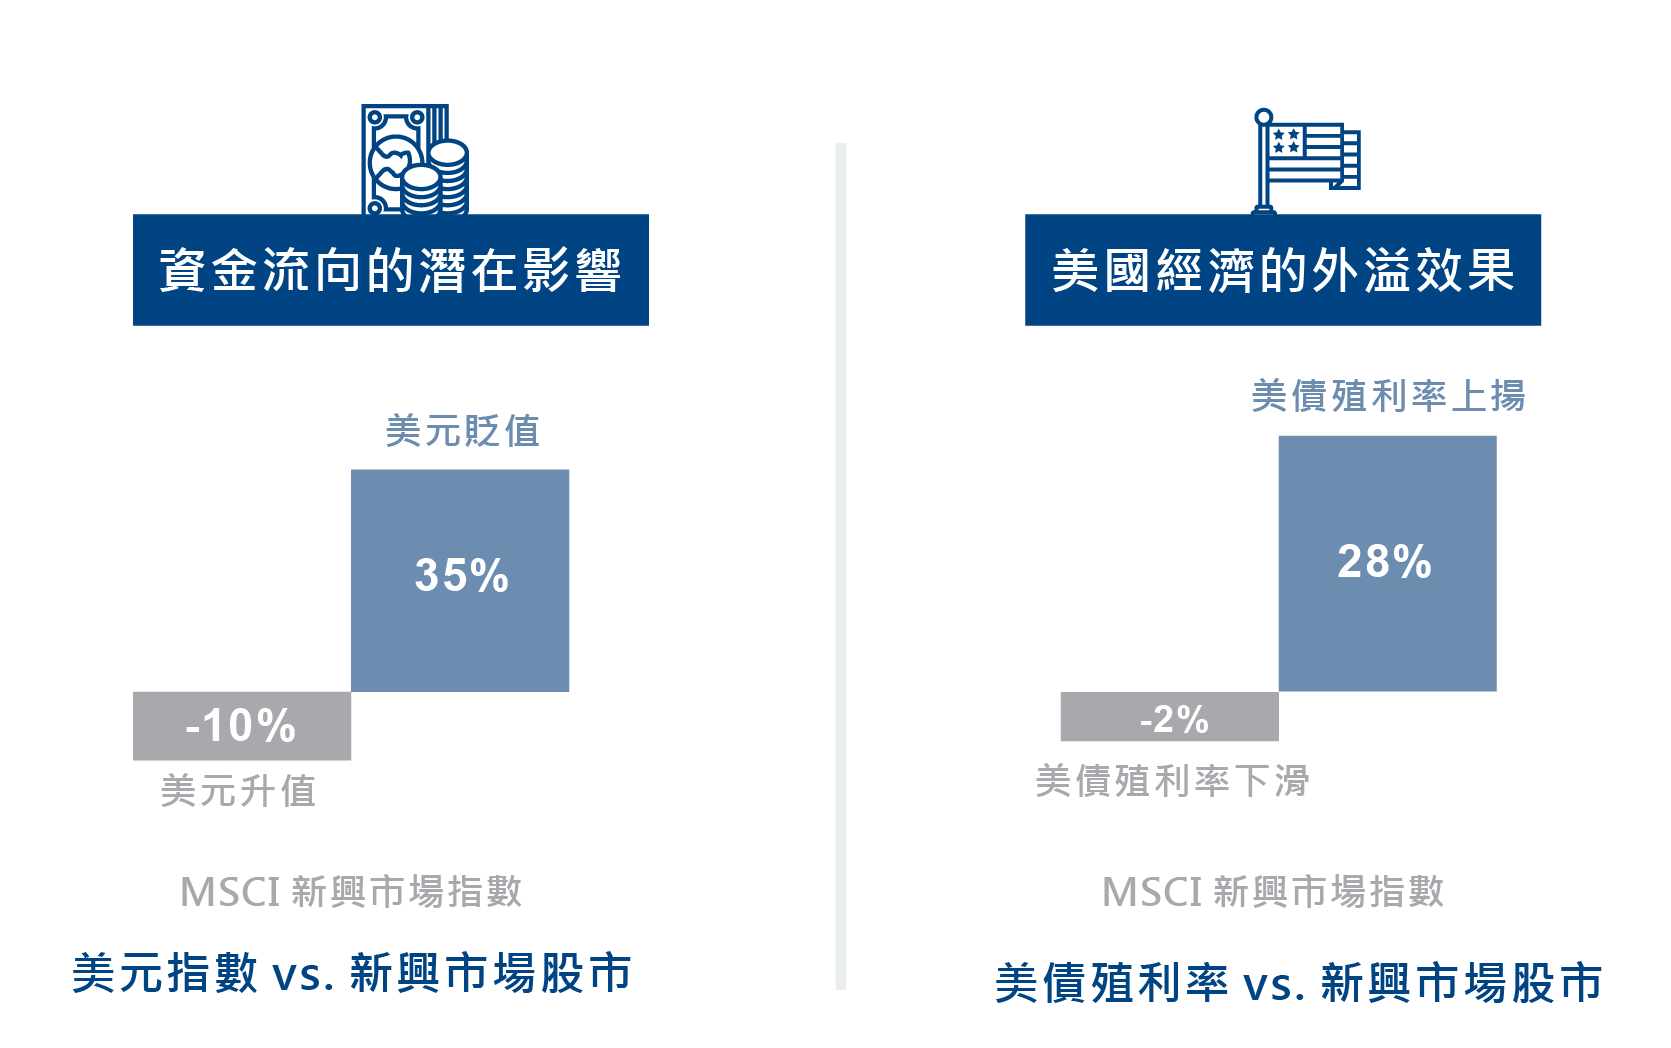 資金流向的潛在影響
美元貶值
35%
-10%
美元升值
MSCI 新興市場指數
美元指數 vs. 新興市場股市
美國經濟的外溢效果
美債殖利率上揚
28%
-2%
美債殖利率下滑
MSCI 新興市場指數
美債殖利率 vs. 新興市場股市